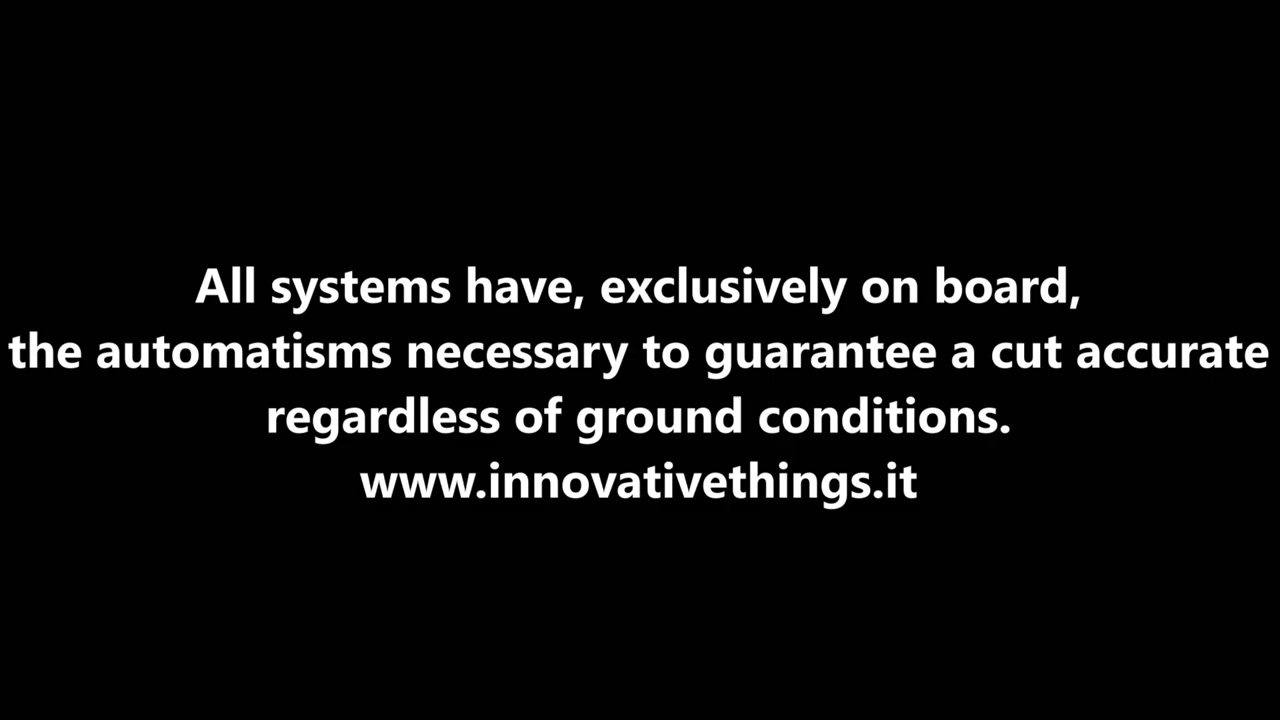 All systems have, exclusively on board,
the automatisms necessary to guarantee a cut accurate
regardless of ground conditions.
www.innovativethings.it